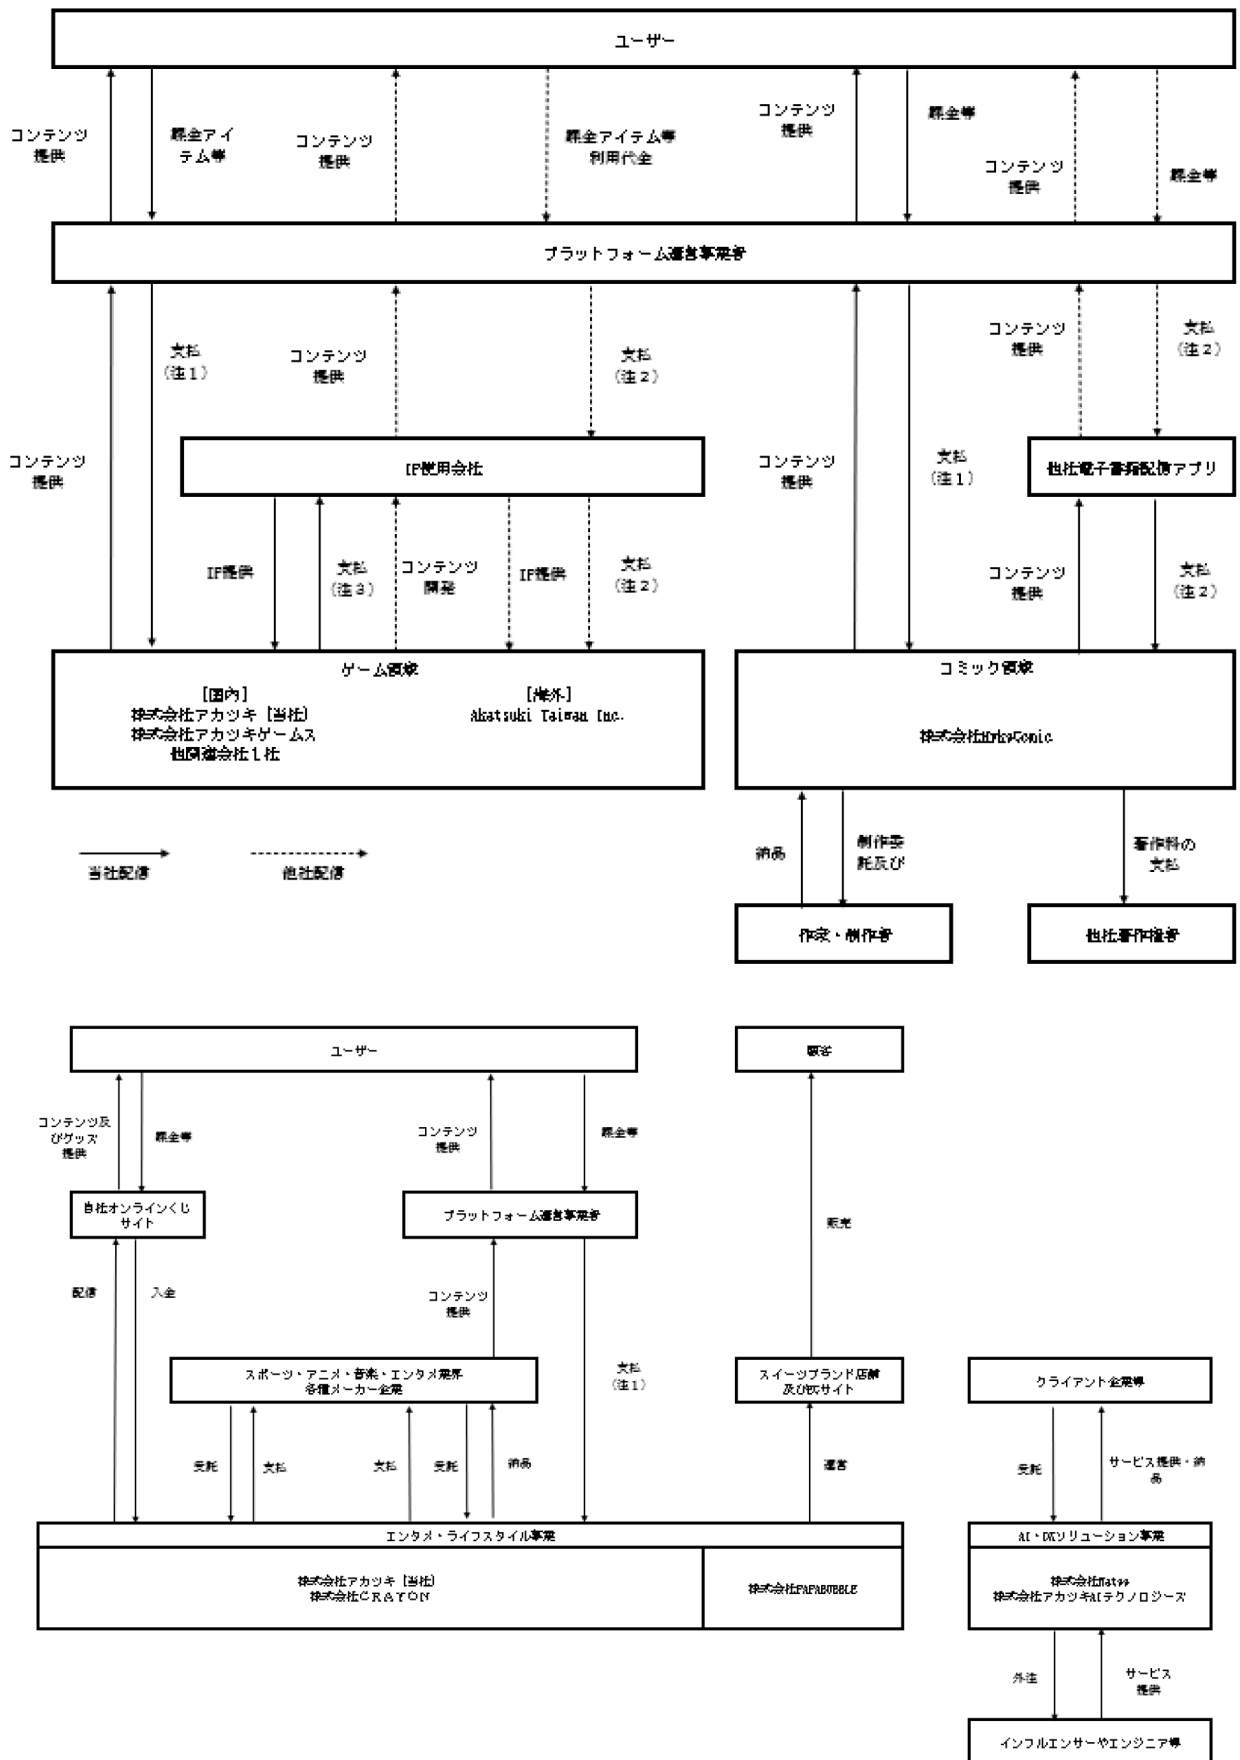 ユーザー
コンテンツ
提供
課金アイ
テム等
コンテンツ
提供
課金アイテム等
利用代金
コンテンツ
提供
課金等
コンテンツ
提供
課金等
プラットフォーム運営事業者
支払
(注1)
コンテンツ
提供
支払
(注2)
コンテンツ
提供
支払
(注2)
コンテンツ
提供
IP使用会社
コンテンツ
提供
支払
(注1)
他社電子書籍配信アプリ
IP提供
支払
(注3)
コンテンツ
開発
IP提供
支払
(注2)
コンテンツ
提供
支払
(注2)
ゲーム領域
[国内]
株式会社アカツキ [当社]
株式会社アカツキゲームス
他関連会社1社
[海外]
Akatsuki Taiwan Inc.
コミック領域
株式会社
当社配信
他社配信
納品
制作委
託及び
著作料の
支払
作家・制作者
他社著作権者
ユーザー
顧客
コンテンツ及
びグッズ
提供
課金等
コンテンツ
提供
課金等
自社オンラインくじ
サイト
プラットフォーム運営事業者
販売
配信
入金
コンテンツ
提供
スポーツ・アニメ・音楽・エンタメ業界
各種メーカー企業
支払
(注1)
スイーツブランド店舗
及びECサイト
クライアント企業等
受託
支払
支払
受託
納品
運営
受託
サービス提供・納
品
エンタメ・ライフスタイル事業
株式会社アカツキ [当社]
株式会社CRAYON
株式会社PAPABUBBLE
AI・DXソリューション事業
株式会社Natee
株式会社アカツキAIテクノロジーズ
外注
サービス
提供
インフルエンサーやエンジニア等